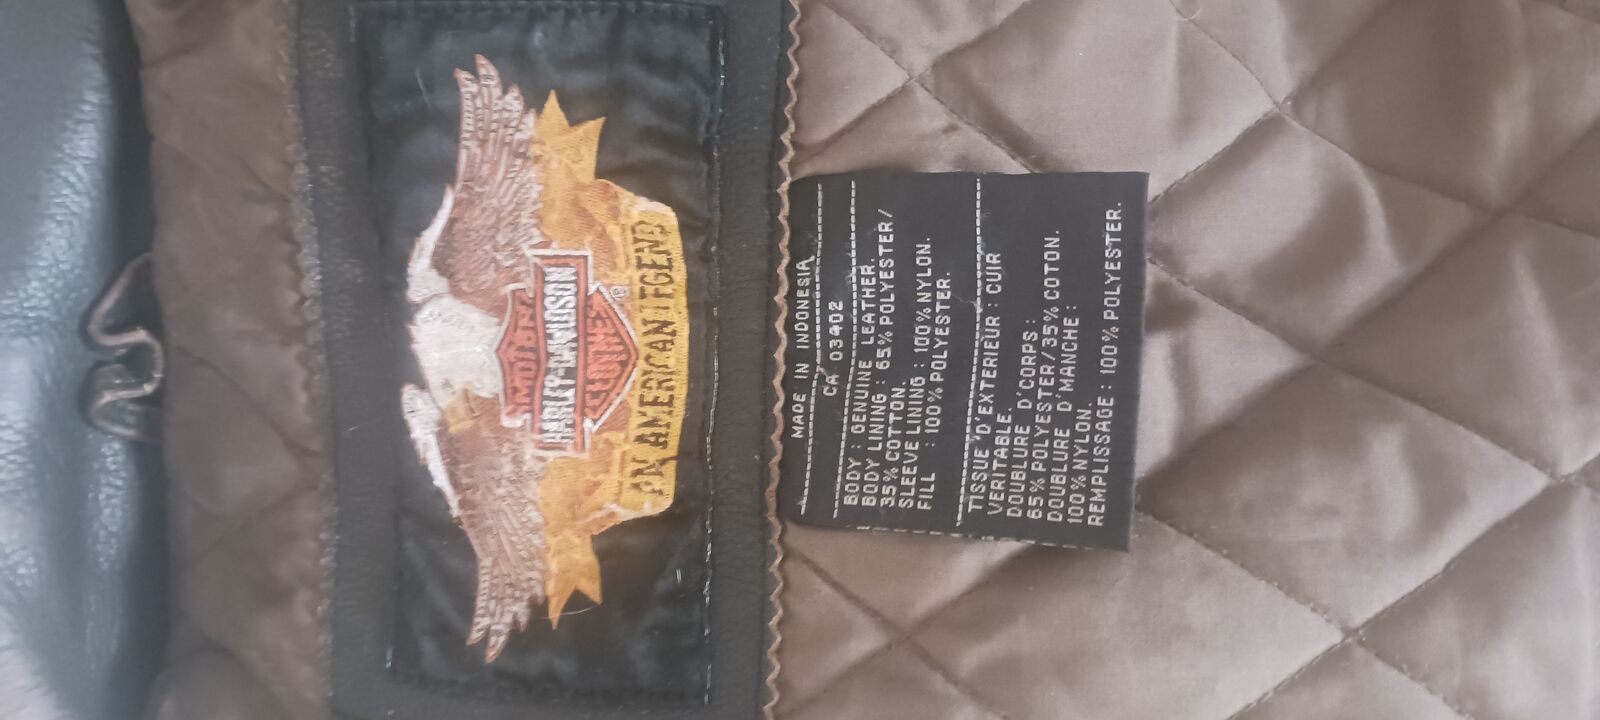 MOTOR
HARLEY-DAVIDSON
CLOTHES
®
AN AMERICAN LEGEND
MADE IN INDONESIA
CA 03402
BODY : GENUINE LEATHER.
BODY LINING : 65% POLYESTER/
35% COTTON.
SLEEVE LINING : 100% NYLON.
FILL : 100% POLYESTER.
TISSUE D'EXTERIEUR : CUIR
VERITABLE.
DOUBLURE D'CORPS :
65% POLYESTER/35% COTON.
DOUBLURE D'MANCHE :
100% NYLON.
REMPLISSAGE : 100% POLYESTER.